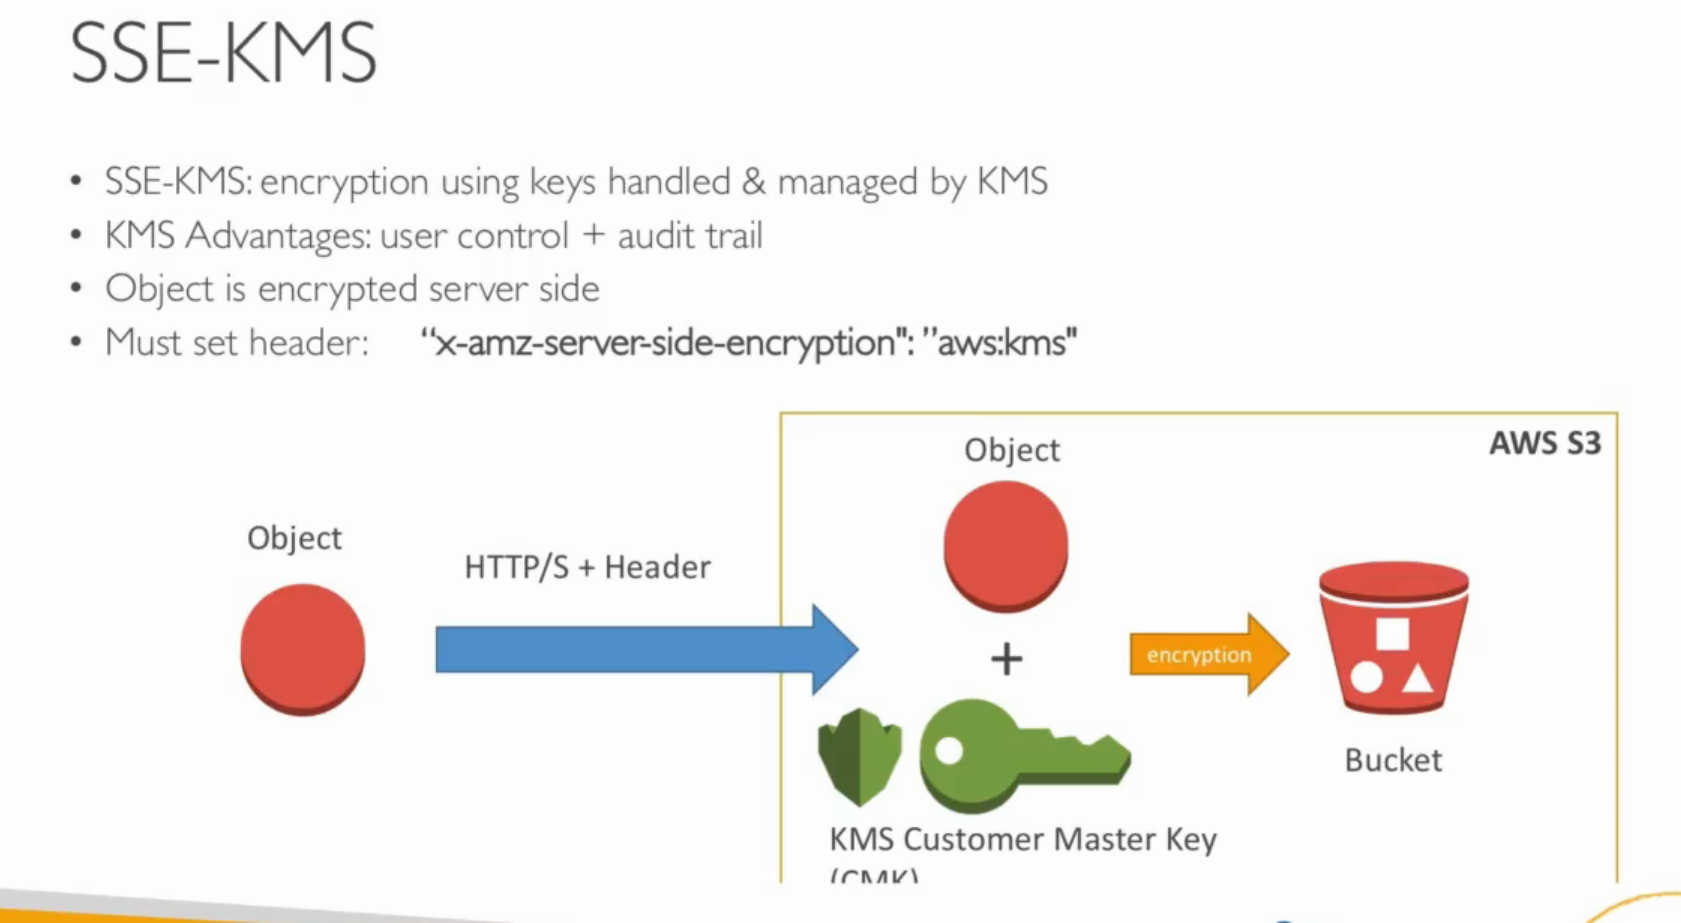 SSE-KMS
• SSE-KMS: encryption using keys handled & managed by KMS
• KMS Advantages: user control + audit trail
• Object is encrypted server side
• Must set header: “x-amz-server-side-encryption": ”aws:kms"
Object
AWS S3
Object
HTTP/S + Header
+
encryption
Bucket
KMS Customer Master Key
(CMK)